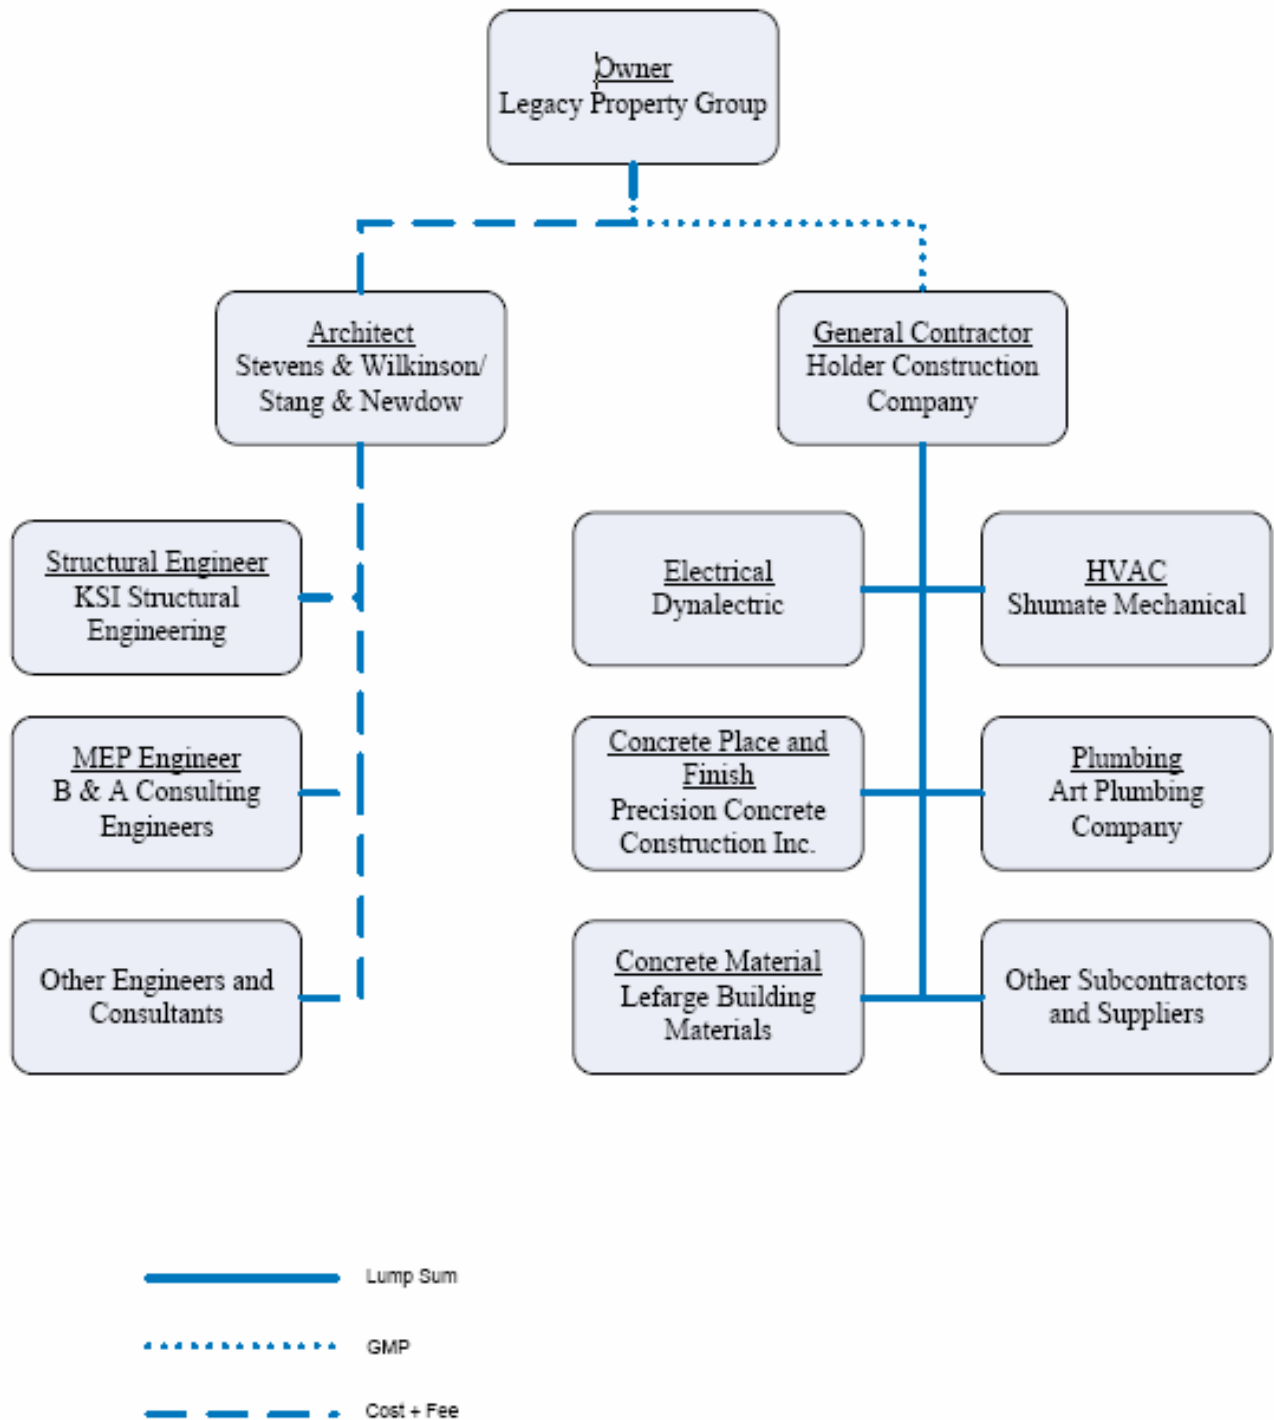 Owner
Legacy Property Group
Architect
Stevens & Wilkinson/
Stang & Newdow
General Contractor
Holder Construction
Company
Structural Engineer
KSI Structural
Engineering
Electrical
Dynalectric
HVAC
Shumate Mechanical
MEP Engineer
B & A Consulting
Engineers
Concrete Place and
Finish
Precision Concrete
Construction Inc.
Plumbing
Art Plumbing
Company
Other Engineers and
Consultants
Concrete Material
Lefarge Building
Materials
Other Subcontractors
and Suppliers
Lump Sum
GMP
Cost + Fee